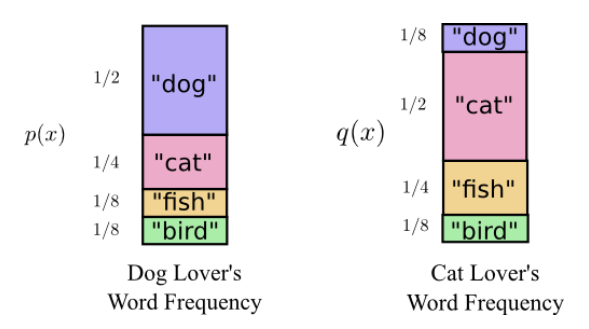 1/2
"dog"
p(x)
1/4
"cat"
1/8
"fish"
1/8
"bird"
Dog Lover's
Word Frequency
1/8
"dog"
1/2
"cat"
q(x)
1/4
"fish"
1/8
"bird"
Cat Lover's
Word Frequency